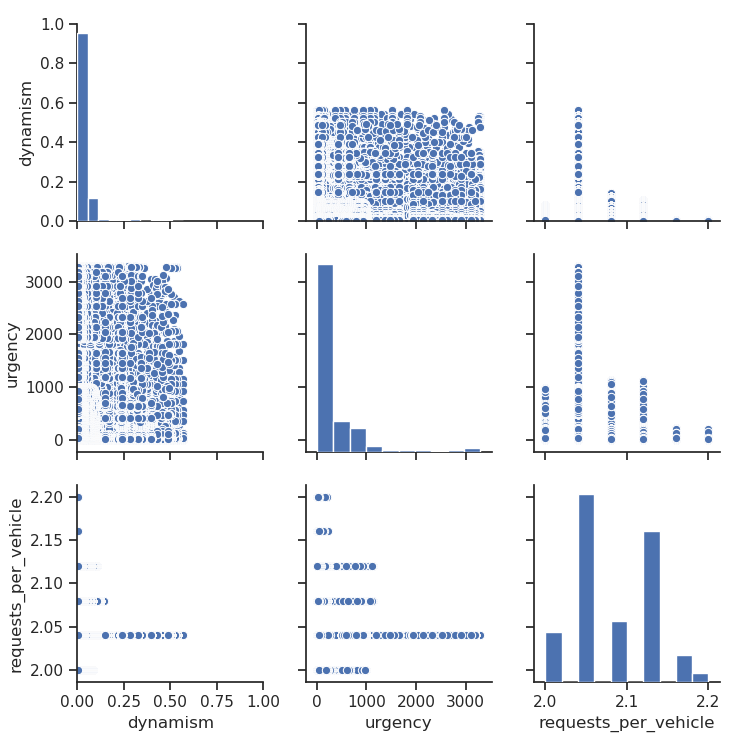 1.0
0.8
0.6
0.4
0.2
0.0
dynamism
3000
2000
1000
0
urgency
2.20
2.15
2.10
2.05
2.00
requests_per_vehicle
0.00 0.25 0.50 0.75 1.00
dynamism
0 1000 2000 3000
urgency
2.0 2.1 2.2
requests_per_vehicle